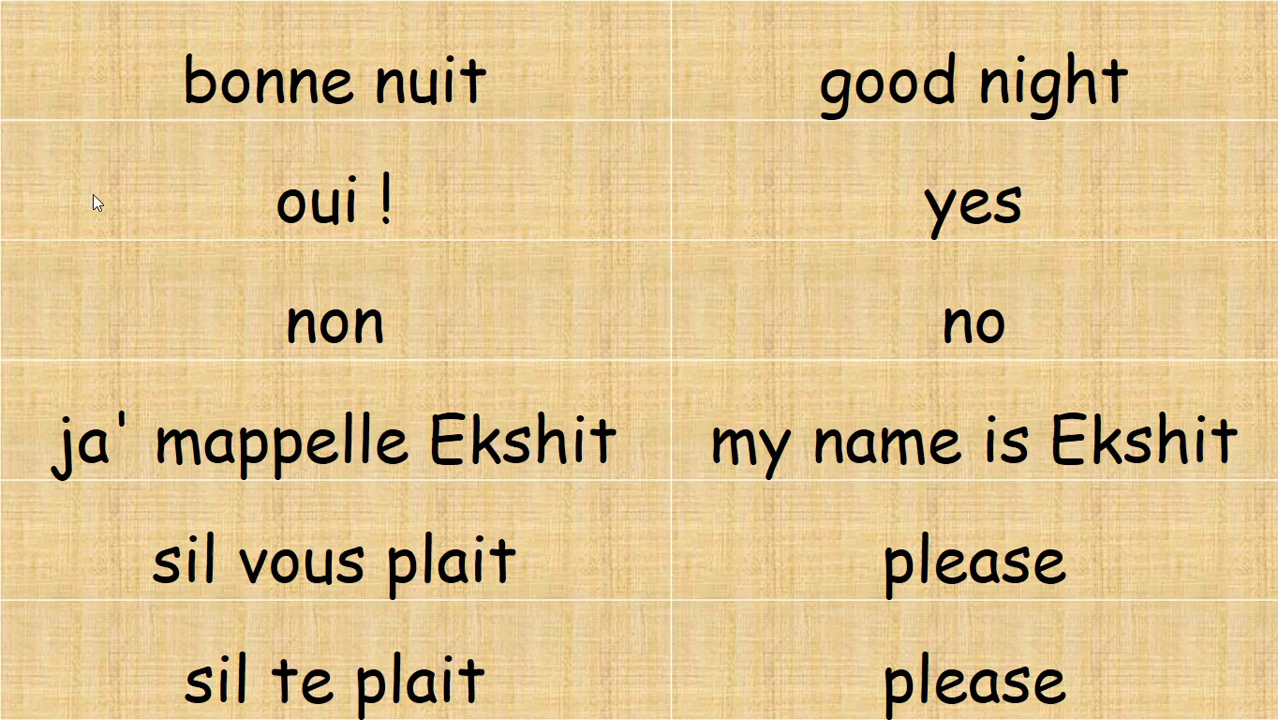 bonne nuit good night
oui ! yes
non no
ja' mappelle Ekshit my name is Ekshit
sil vous plait please
sil te plait please